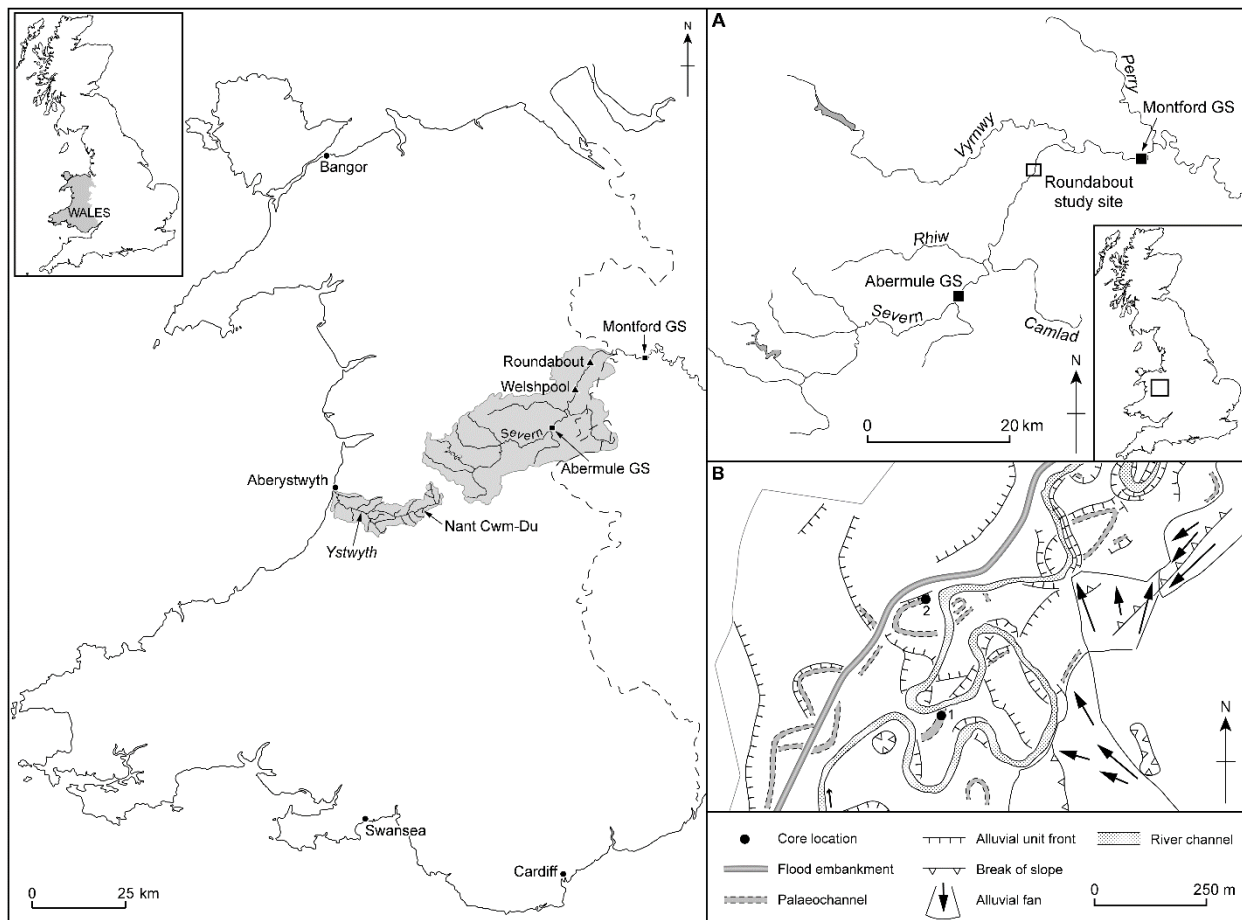 N
WALES
Bangor
Montford GS
Roundabout
Welshpool
Severn
Abermule GS
Aberystwyth
Nant Cwm-Du
Ystwyth
Swansea
Cardiff
0 25 km
A
Perry
Montford GS
Vyrnwy
Roundabout
study site
Rhiw
Abermule GS
Severn
Camlad
N
0 20 km
B
2
1
N
Core location
Alluvial unit front
River channel
Flood embankment
Break of slope
Palaeochannel
Alluvial fan
0 250 m